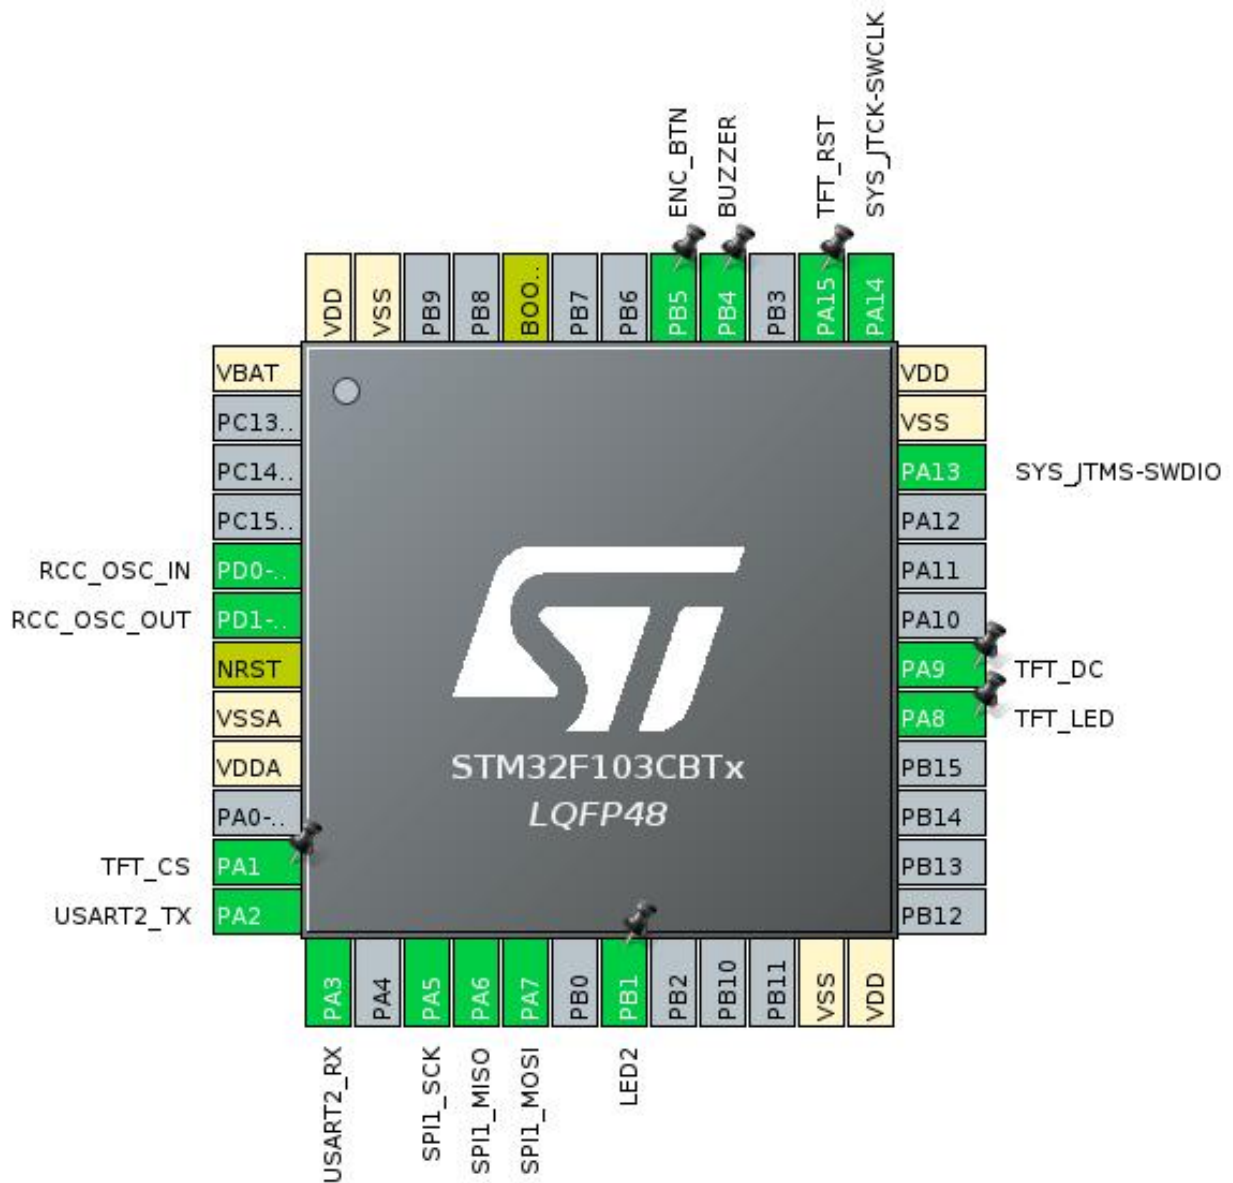 ENC_BTN
BUZZER
TFT_RST
SYS_JTCK-SWCLK
VDD
VSS
PB9
PB8
BOO..
PB7
PB6
PB5
PB4
PB3
PA15
PA14
VBAT
PC13..
PC14..
PC15..
RCC_OSC_IN PD0-..
RCC_OSC_OUT PD1-..
NRST
VSSA
VDDA
PA0-..
TFT_CS PA1
USART2_TX PA2
STM32F103CBTx
LQFP48
VDD
VSS
PA13 SYS_JTMS-SWDIO
PA12
PA11
PA10
PA9 TFT_DC
PA8 TFT_LED
PB15
PB14
PB13
PB12
PA3
PA4
PA5
PA6
PA7
PB0
PB1
PB2
PB10
PB11
VSS
VDD
USART2_RX
SPI1_SCK
SPI1_MISO
SPI1_MOSI
LED2